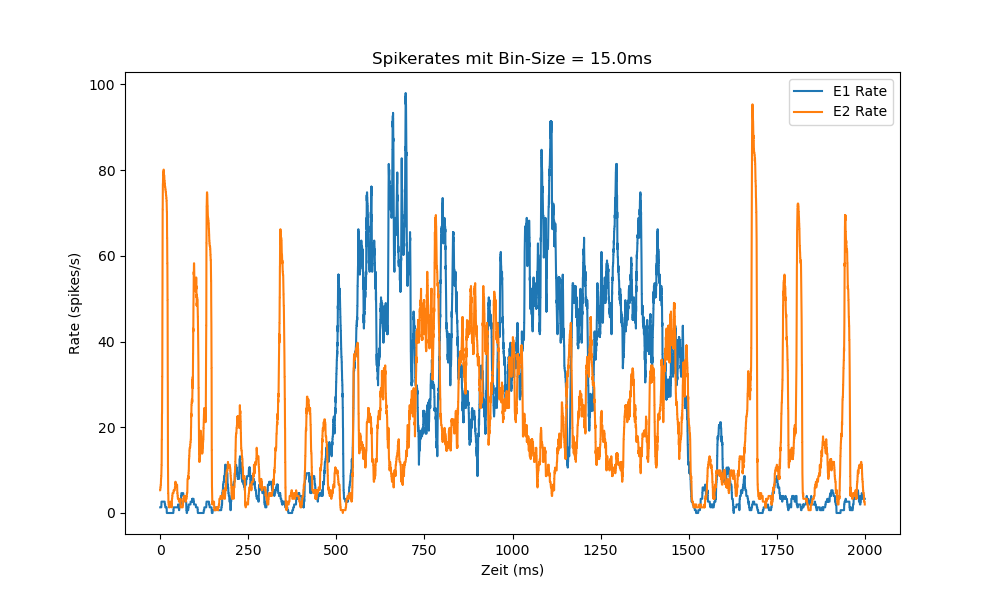 Spikerates mit Bin-Size = 15.0ms
E1 Rate
E2 Rate
Rate (spikes/s)
100
80
60
40
20
0
0 250 500 750 1000 1250 1500 1750 2000
Zeit (ms)